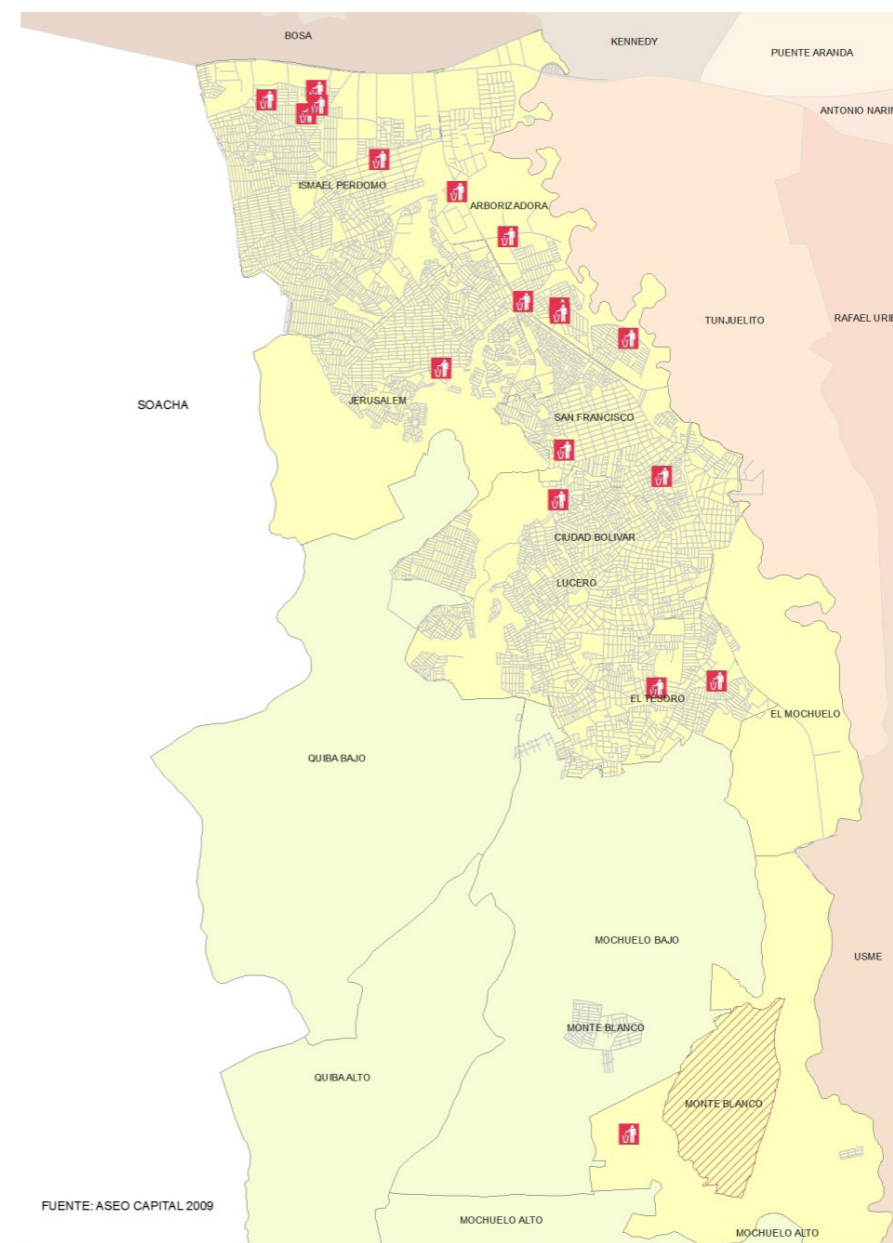 BOSA
KENNEDY
PUENTE ARANDA
ANTONIO NARIÑ
ISMAEL PERDOMO
ARBORIZADORA
TUNJUELITO
RAFAEL URIB
SOACHA
JERUSALEM
SAN FRANCISCO
CIUDAD BOLIVAR
LUCERO
EL TESORO
EL MOCHUELO
QUIBA BAJO
MOCHUELO BAJO
USME
MONTE BLANCO
QUIBA ALTO
MONTE BLANCO
FUENTE: ASEO CAPITAL 2009
MOCHUELO ALTO
MOCHUELO ALTO